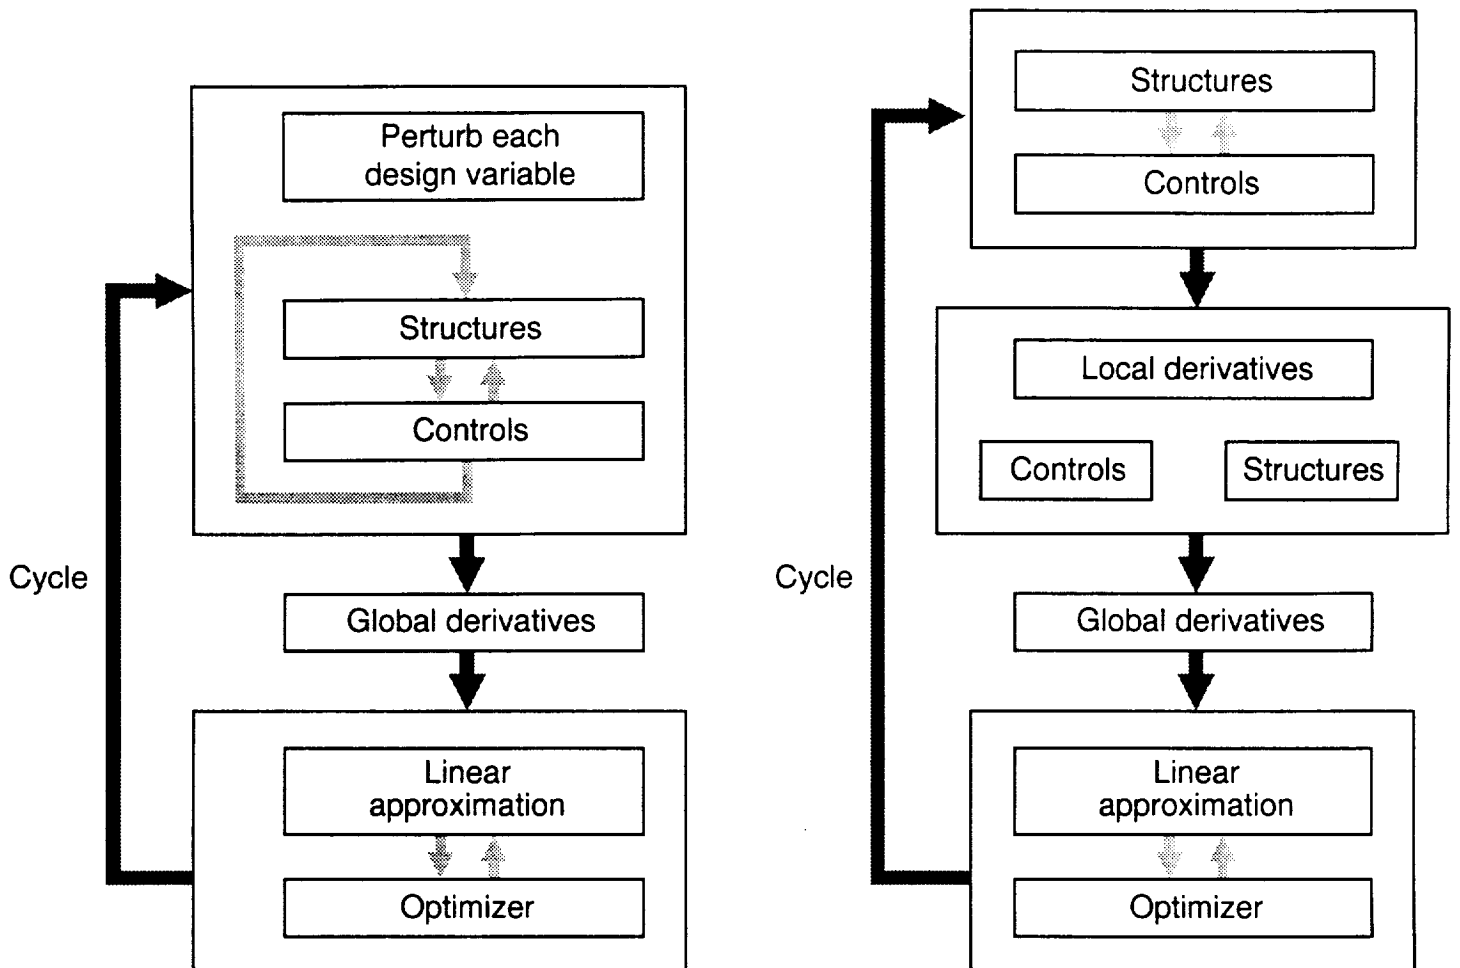 Perturb each
design variable
Structures
Controls
Cycle
Global derivatives
Linear
approximation
Optimizer
Structures
Controls
Local derivatives
Controls
Structures
Cycle
Global derivatives
Linear
approximation
Optimizer